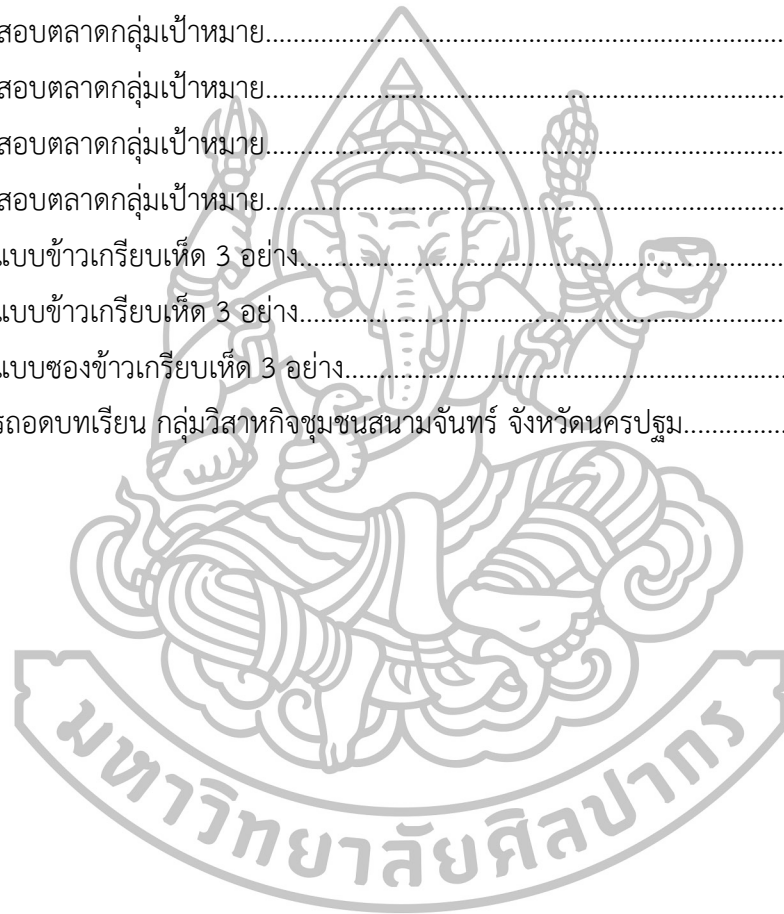 สอบตลาดกลุ่มเป้าหมาย.......................................................................................
สอบตลาดกลุ่มเป้าหมาย.......................................................................................
สอบตลาดกลุ่มเป้าหมาย.......................................................................................
สอบตลาดกลุ่มเป้าหมาย.......................................................................................
แบบข้าวเกรียบเห็ด 3 อย่าง..................................................................................
แบบข้าวเกรียบเห็ด 3 อย่าง..................................................................................
แบบซองข้าวเกรียบเห็ด 3 อย่าง...........................................................................
รถอดบทเรียน กลุ่มวิสาหกิจชุมชนสนามจันทร์ จังหวัดนครปฐม................
มหาวิทยาลัยศิลปากร